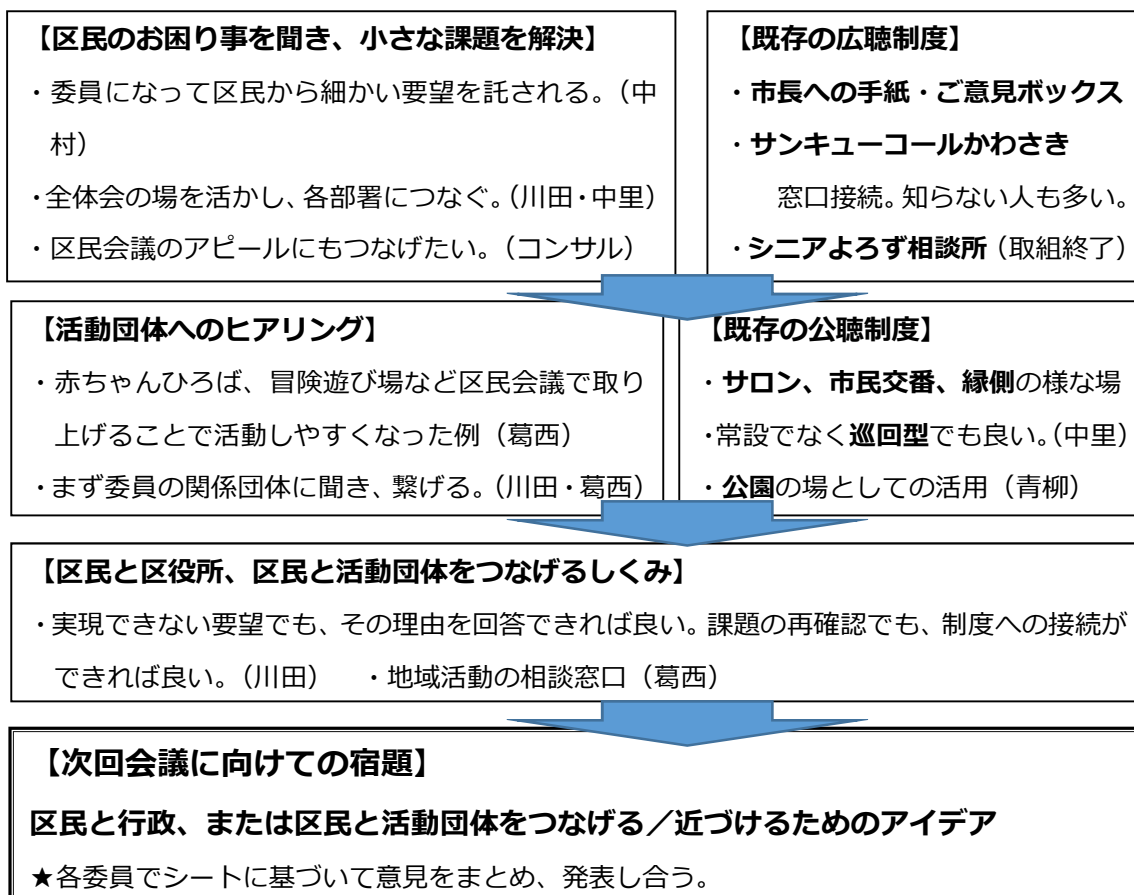 【区民のお困り事を聞き、小さな課題を解決】
・委員になって区民から細かい要望を託される。（中
村）
・全体会の場を活かし、各部署につなぐ。（川田・中里）
・区民会議のアピールにもつなげたい。（コンサル）
【既存の広聴制度】
・市長への手紙・ご意見ボックス
・サンキューコールかわさき
窓口接続。知らない人も多い。
・シニアよろず相談所（取組終了）
【活動団体へのヒアリング】
・赤ちゃんひろば、冒険遊び場など区民会議で取り
上げることで活動しやすくなった例（葛西）
・まず委員の関係団体に聞き、繋げる。（川田・葛西）
【既存の公聴制度】
・サロン、市民交番、縁側の様な場
・常設でなく巡回型でも良い。（中里）
・公園の場としての活用（青柳）
【区民と区役所、区民と活動団体をつなげるしくみ】
・実現できない要望でも、その理由を回答できれば良い。課題の再確認でも、制度への接続が
できれば良い。（川田）　・地域活動の相談窓口（葛西）
【次回会議に向けての宿題】
区民と行政、または区民と活動団体をつなげる／近づけるためのアイデア
★各委員でシートに基づいて意見をまとめ、発表し合う。